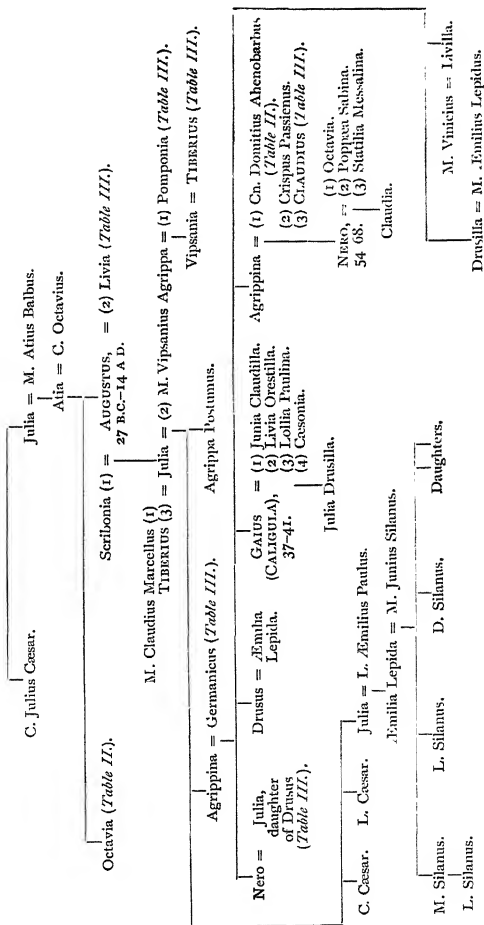 C. Julius Cæsar.
Julia = M. Atius Balbus.
Atia = C. Octavius.
Octavia (Table II.).
Scribonia (1) = AUGUSTUS, = (2) Livia (Table III.).
27 B.C.–14 A D.
M. Claudius Marcellus (1)
TIBERIUS (3) = Julia = (2) M. Vipsanius Agrippa = (1) Pomponia (Table III.).
Vipsania = TIBERIUS (Table III.).
Agrippina = Germanicus (Table III.).
Agrippa Postumus.
Nero = Julia,
daughter
of Drusus
(Table III.).
Drusus = Æmilia
Lepida.
GAIUS
(CALIGULA),
37–41.
= (1) Junia Claudilla.
(2) Livia Orestilla.
(3) Lollia Paulina.
(4) Cæsonia.
Julia Drusilla.
Agrippina = (1) Cn. Domitius Ahenobarbus
(Table II.).
(2) Crispus Passienus.
(3) CLAUDIUS (Table III.).
NERO,
54 68.
= (1) Octavia.
(2) Poppæa Sabina.
(3) Statilia Messalina.
Claudia.
Drusilla = M. Æmilius Lepidus.
M. Vinicius = Livilla.
C. Cæsar.
L. Cæsar.
Julia = L. Æmilius Paulus.
Æmilia Lepida = M. Junius Silanus.
M. Silanus.
L. Silanus.
D. Silanus.
Daughters.
L. Silanus.